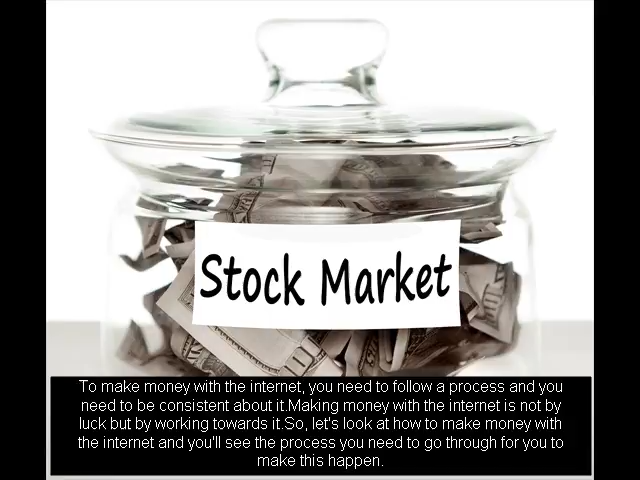 Stock Market
To make money with the internet, you need to follow a process and you
need to be consistent about it.Making money with the internet is not by
luck but by working towards it.So, let's look at how to make money with
the internet and you'll see the process you need to go through for you to
make this happen.